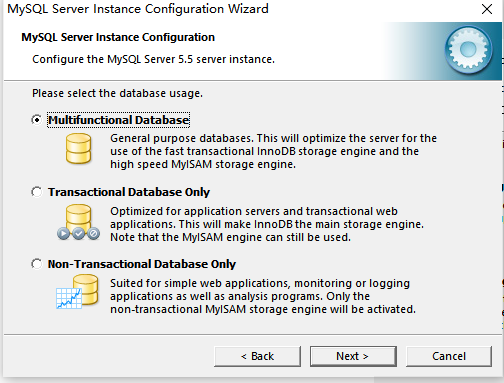 MySQL Server Instance Configuration Wizard
MySQL Server Instance Configuration
Configure the MySQL Server 5.5 server instance.
Please select the database usage.
Multifunctional Database
General purpose databases. This will optimize the server for the
use of the fast transactional InnoDB storage engine and the
high speed MyISAM storage engine.
Transactional Database Only
Optimized for application servers and transactional web
applications. This will make InnoDB the main storage engine.
Note that the MyISAM engine can still be used.
Non-Transactional Database Only
Suited for simple web applications, monitoring or logging
applications as well as analysis programs. Only the
non-transactional MyISAM storage engine will be activated.
< Back
Next >
Cancel